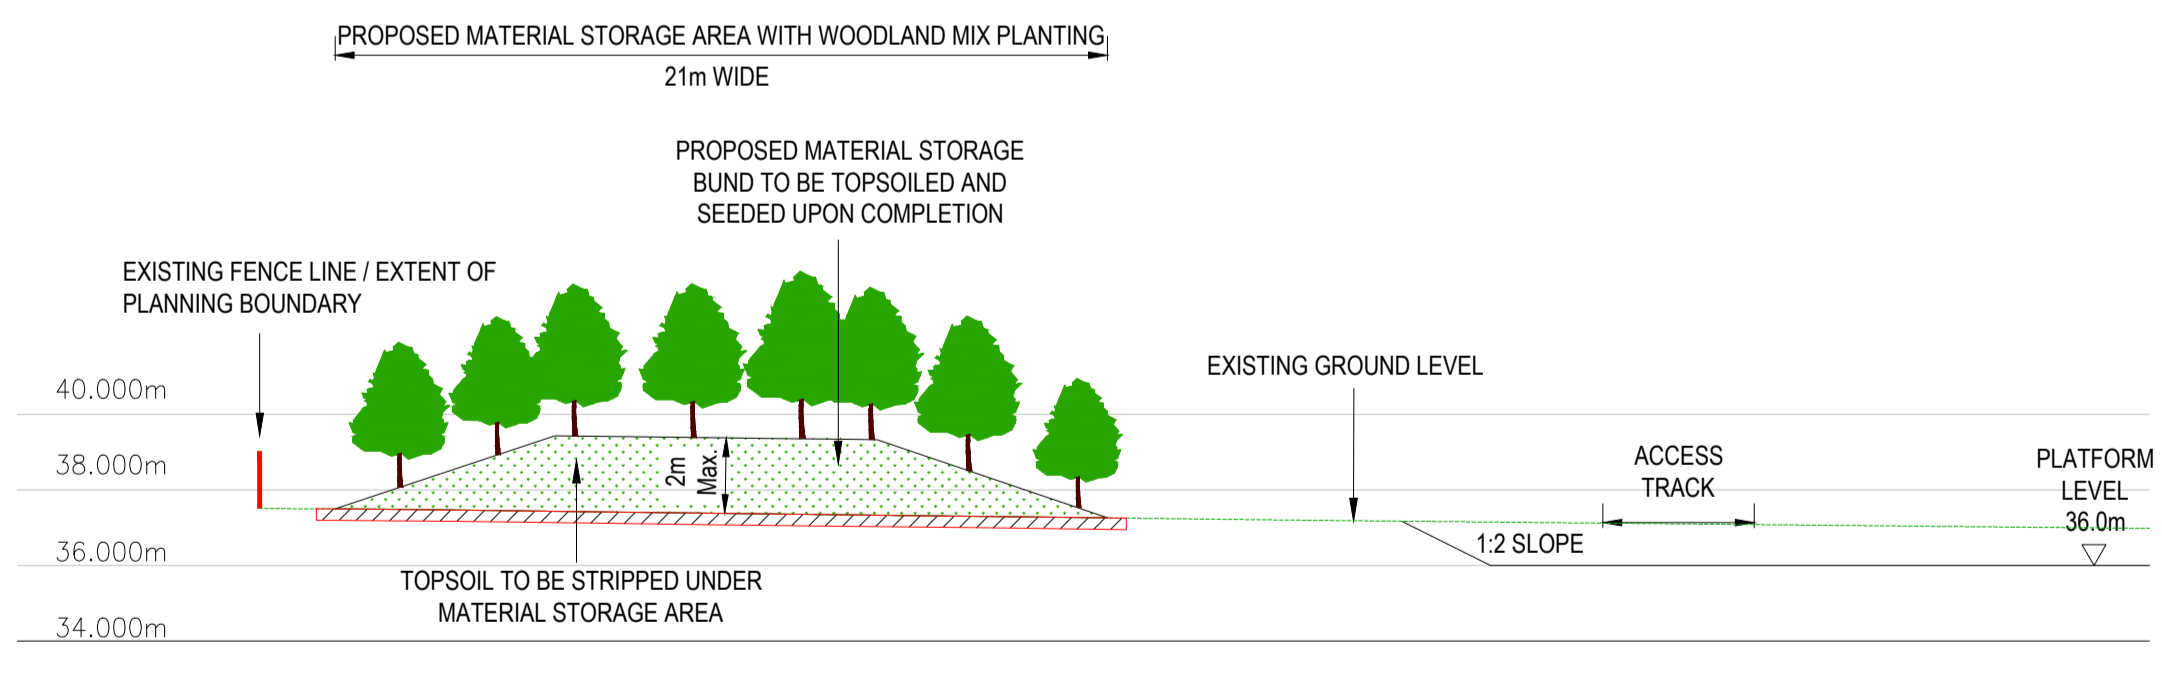 PROPOSED MATERIAL STORAGE AREA WITH WOODLAND MIX PLANTING
21m WIDE
PROPOSED MATERIAL STORAGE
BUND TO BE TOPSOILED AND
SEEDED UPON COMPLETION
EXISTING FENCE LINE / EXTENT OF
PLANNING BOUNDARY
EXISTING GROUND LEVEL
40.000m
38.000m
36.000m
34.000m
2m
Max.
ACCESS
TRACK
PLATFORM
LEVEL
36.0m
1:2 SLOPE
TOPSOIL TO BE STRIPPED UNDER
MATERIAL STORAGE AREA